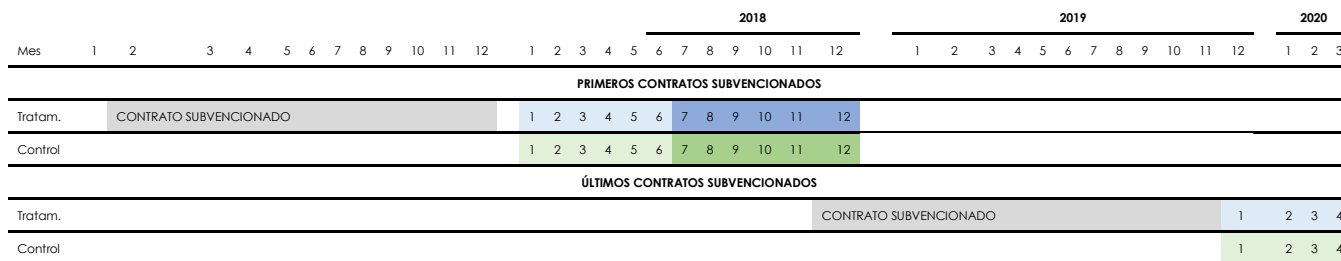 2018 2019 2020
Mes 1 2 3 4 5 6 7 8 9 10 11 12 1 2 3 4 5 6 7 8 9 10 11 12 1 2 3 4 5 6 7 8 9 10 11 12 1 2 3
PRIMEROS CONTRATOS SUBVENCIONADOS
Tratam. CONTRATO SUBVENCIONADO 1 2 3 4 5 6 7 8 9 10 11 12
Control 1 2 3 4 5 6 7 8 9 10 11 12
ÚLTIMOS CONTRATOS SUBVENCIONADOS
Tratam. CONTRATO SUBVENCIONADO 1 2 3 4
Control 1 2 3 4